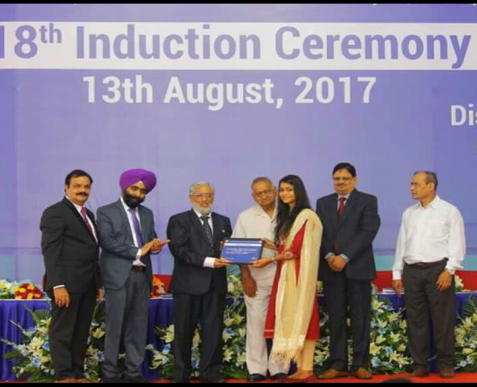 18th Induction Ceremony
13th August, 2017
Dis